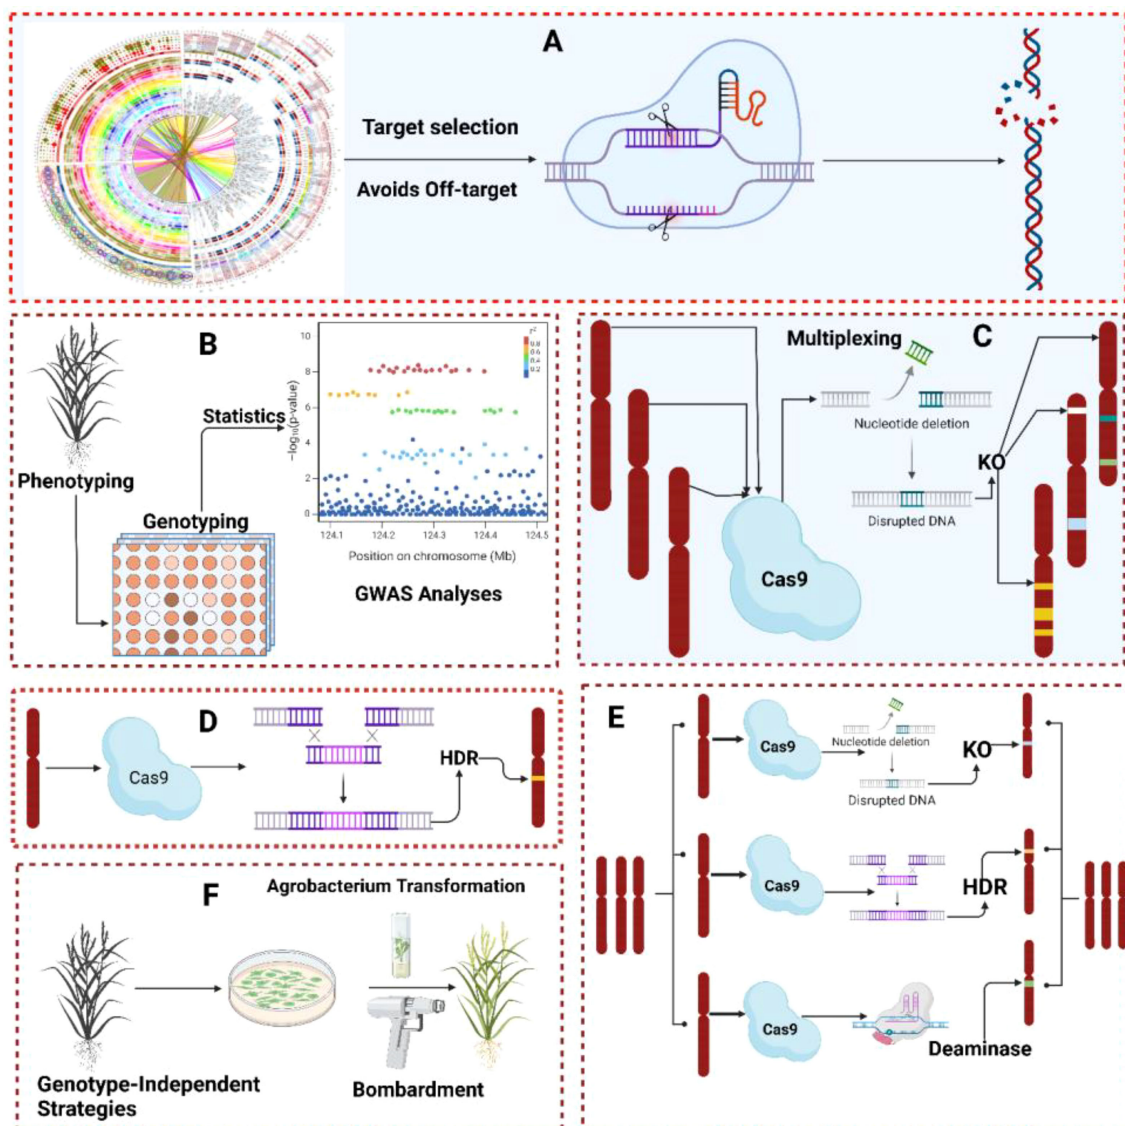 A
Target selection
Avoids Off-target
B
Phenotyping
Genotyping
Statistics
10
8
6
4
2
0
−log10(p-value)
r²
0.8
0.6
0.4
0.2
124.1
124.2
124.3
124.4
124.5
Position on chromosome (Mb)
GWAS Analyses
C
Multiplexing
Nucleotide deletion
Disrupted DNA
KO
Cas9
D
Cas9
HDR
E
Cas9
Nucleotide deletion
Disrupted DNA
KO
Cas9
HDR
Cas9
Deaminase
F
Agrobacterium Transformation
Genotype-Independent
Strategies
Bombardment